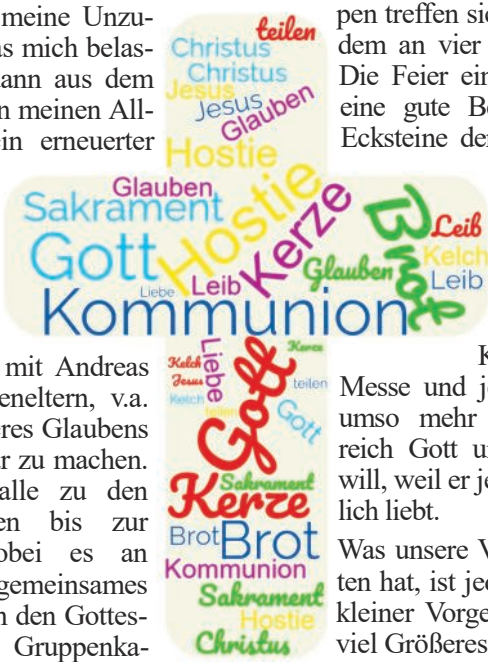 meine Unzu-
as mich belas-
ann aus dem
n meinen All-
ein erneuerter
teilen
Christus
Christus
Jesus
Jesus
Glauben
Hostie
pen treffen sie
dem an vier
Die Feier ein
eine gute Be
Ecksteine de
Glauben
Sakrament
Gott
Hostie
Liebe
Leib
Kerze
Glauben
Brot
Leib
Kelch
Leib
Kommunion
mit Andreas
eneltern, v.a.
eres Glaubens
r zu machen.
alle zu den
en bis zur
obei es an
gemeinsames
n den Gottes-
Gruppenka-
Kelch
Jesus
Kelch
Liebe
teilen
Gott
Kerze
teilen
Gott
Sakrament
Kerze
Brot
Brot
Kommunion
Sakrament
Hostie
Christus
K
Messe und je
umso mehr
reich Gott u
will, weil er je
lich liebt.
Was unsere V
ten hat, ist jed
kleiner Vorge
viel Größeres